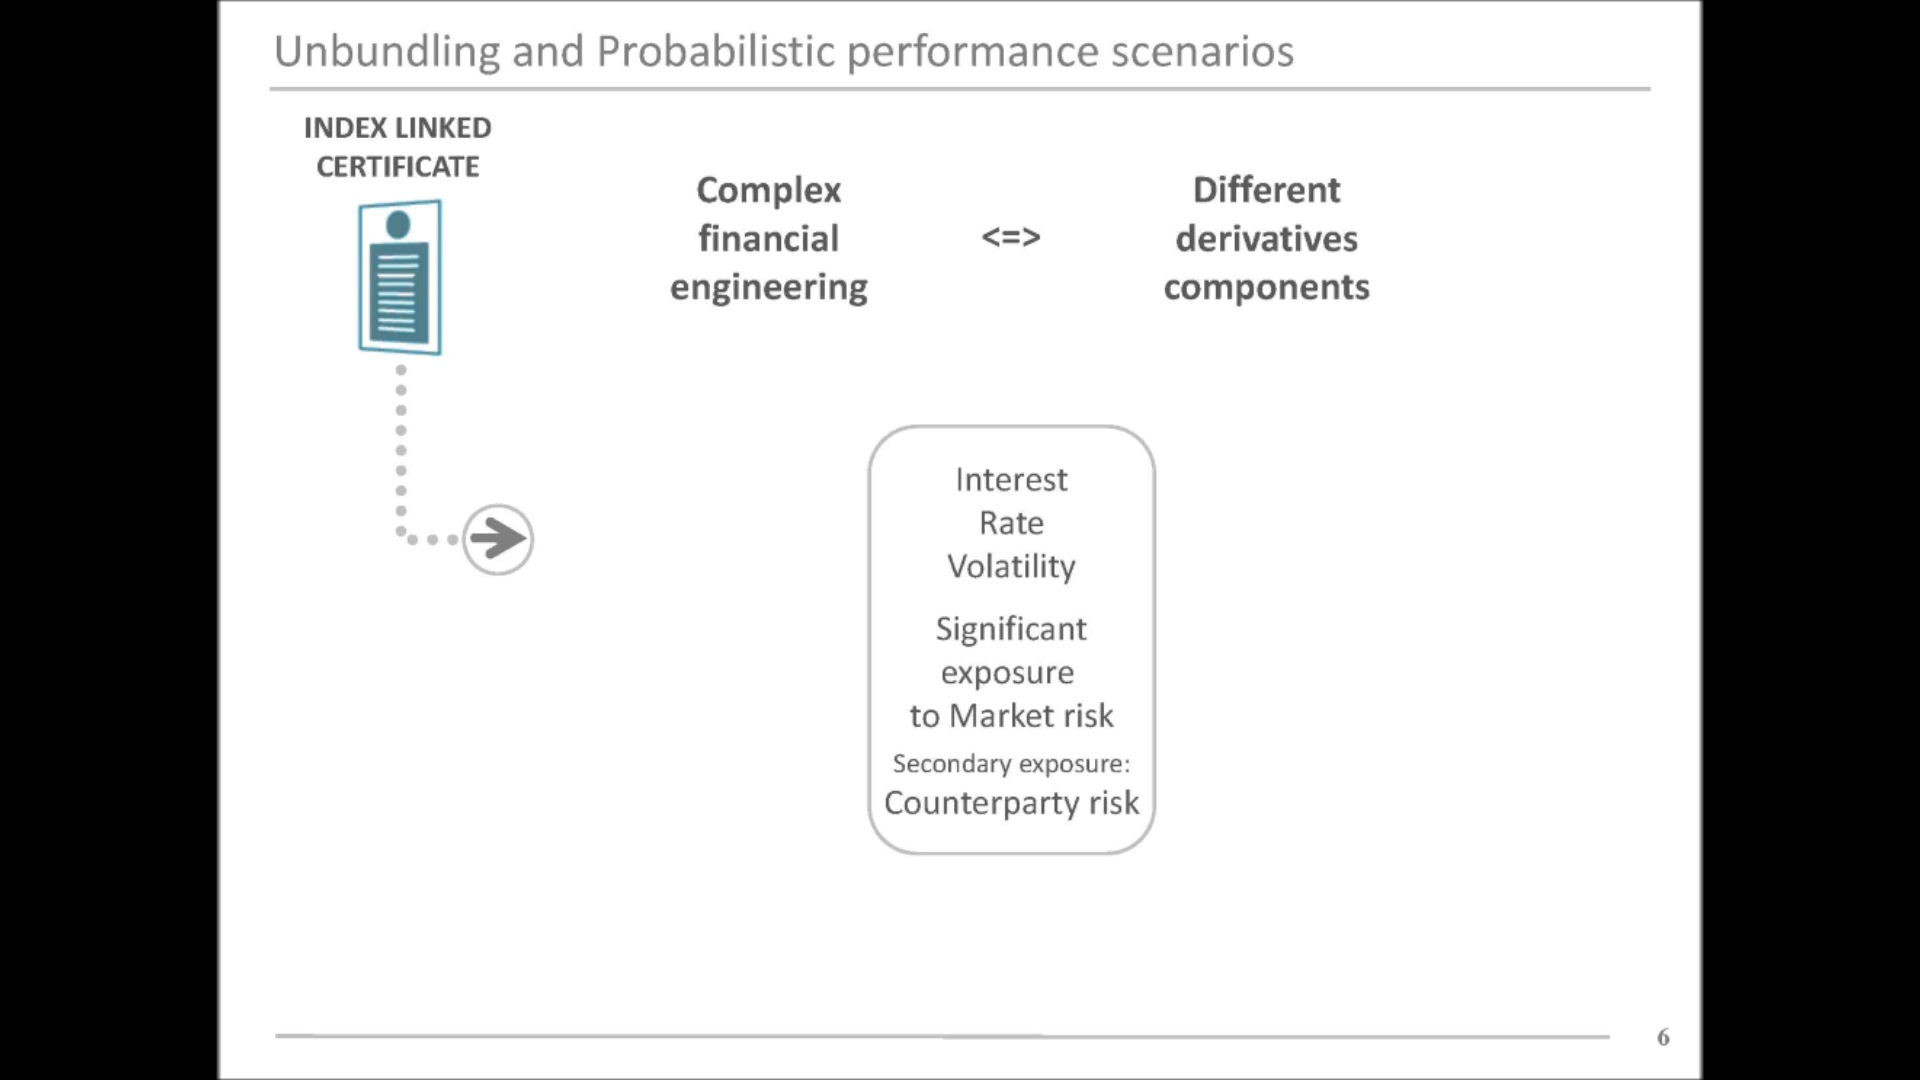 Unbundling and Probabilistic performance scenarios
INDEX LINKED
CERTIFICATE
Complex
financial
engineering
<=>
Different
derivatives
components
Interest
Rate
Volatility
Significant
exposure
to Market risk
Secondary exposure:
Counterparty risk
6